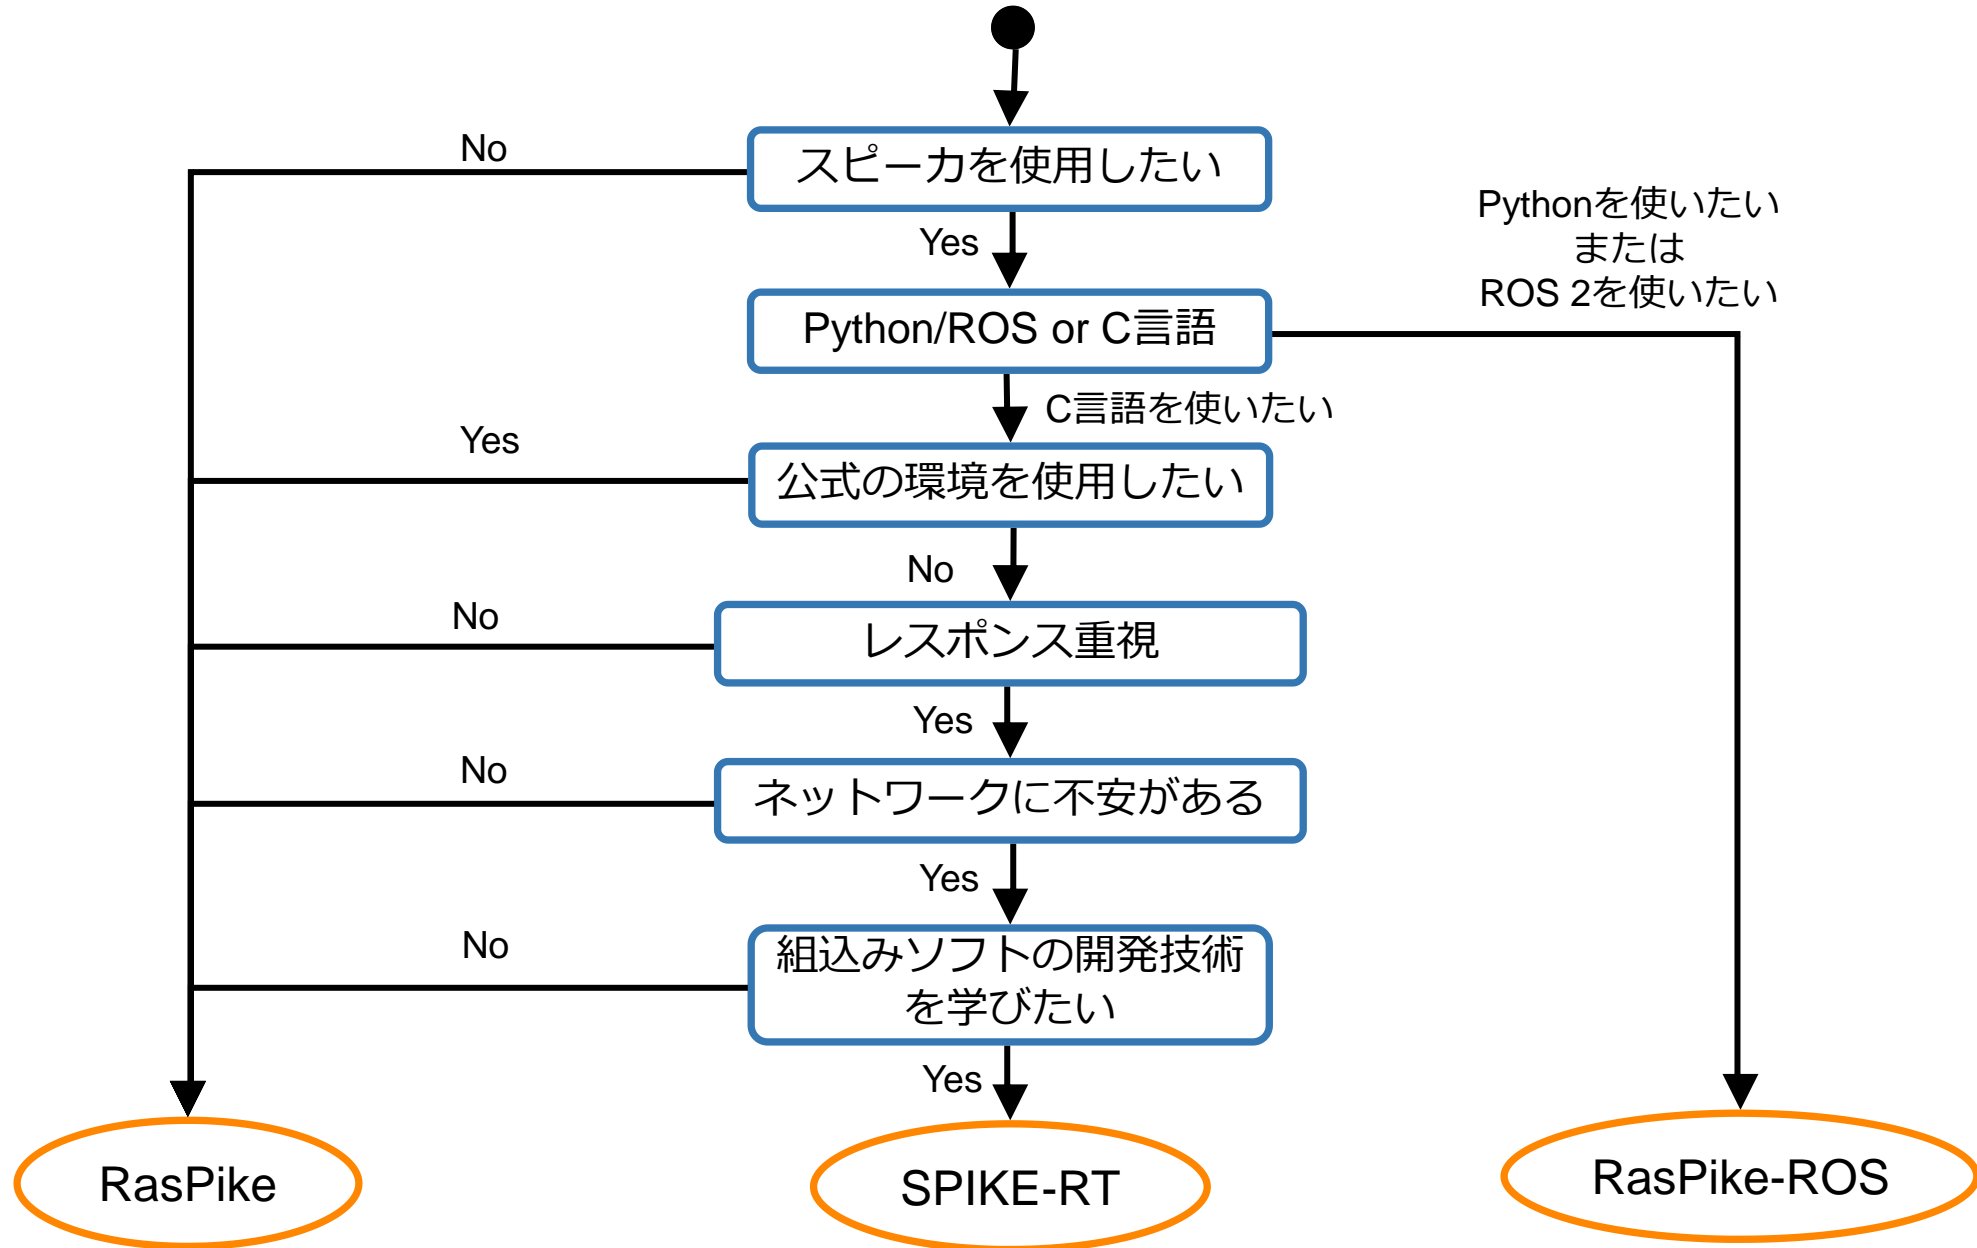 No
スピーカを使用したい
Pythonを使いたい
または
ROS 2を使いたい
Yes
Python/ROS or C言語
C言語を使いたい
Yes
公式の環境を使用したい
No
No
レスポンス重視
Yes
No
ネットワークに不安がある
Yes
No
組込みソフトの開発技術
を学びたい
Yes
RasPike
SPIKE-RT
RasPike-ROS